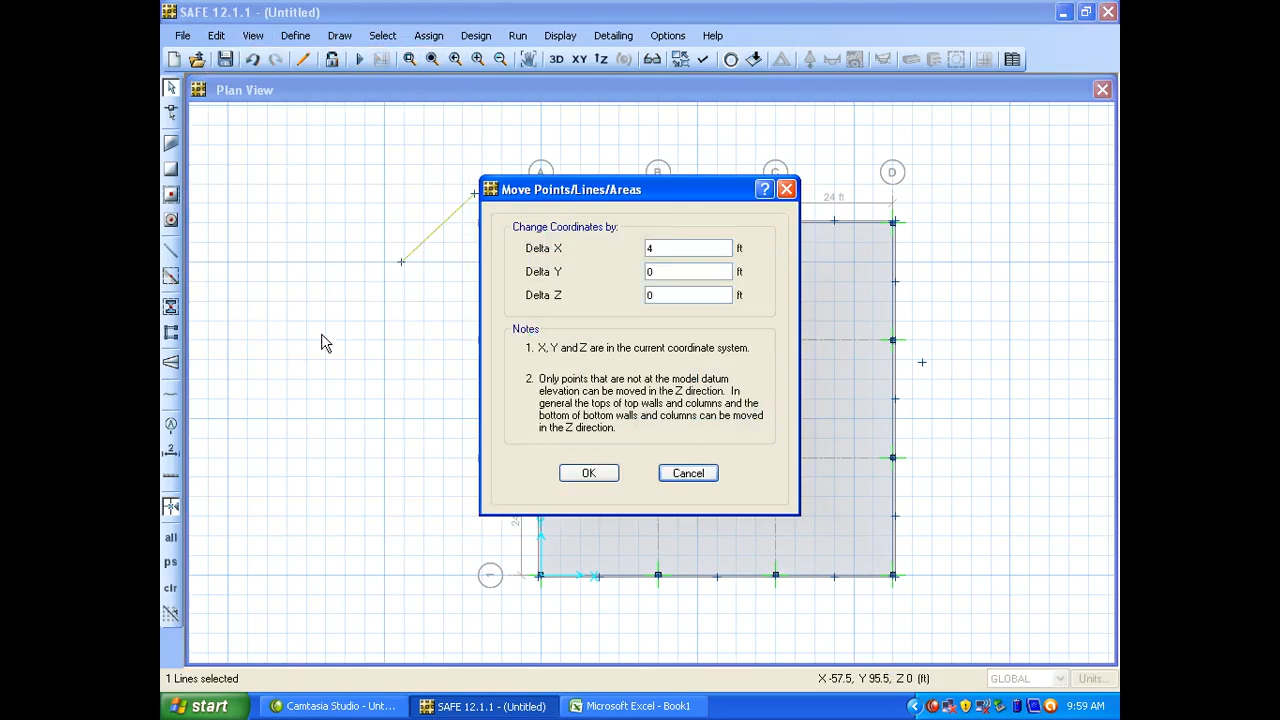 SAFE 12.1.1 - (Untitled)
File Edit View Define Draw Select Assign Design Run Display Detailing Options Help
3D XY
Plan View
A B C D
24 ft
Move Points/Lines/Areas
Change Coordinates by:
Delta X 4 ft
Delta Y 0 ft
Delta Z 0 ft
Notes
1. X, Y and Z are in the current coordinate system.
2. Only points that are not at the model datum
elevation can be moved in the Z direction. In
general the tops of top walls and columns and the
bottom of bottom walls and columns can be moved
in the Z direction.
OK Cancel
all
ps
clr
24
1
X
1 Lines selected
X -57.5, Y 95.5, Z 0 (ft)
GLOBAL
Units...
start
Camtasia Studio - Unt...
SAFE 12.1.1 - (Untitled)
Microsoft Excel - Book1
9:59 AM